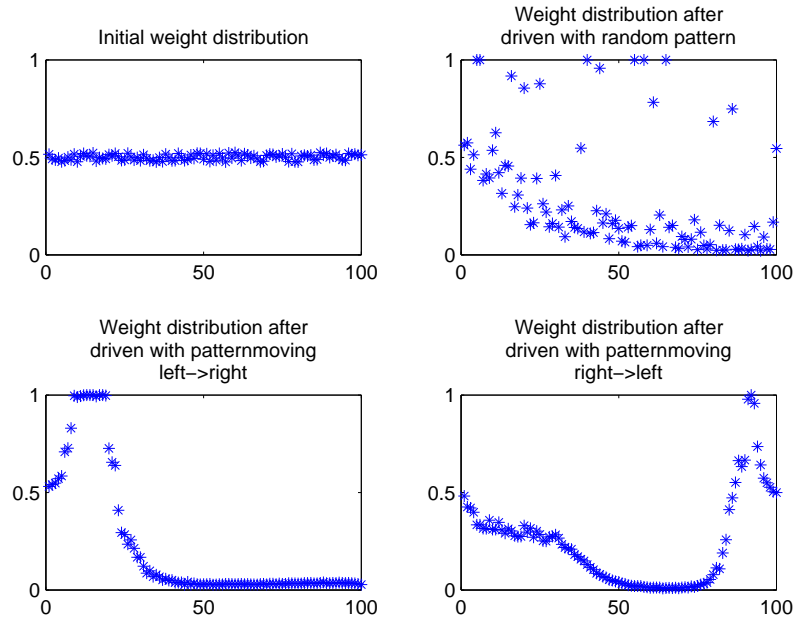 Initial weight distribution
1
0.5
0
0
50
100
Weight distribution after
driven with random pattern
1
0.5
0
0
50
100
Weight distribution after
driven with patternmoving
left−>right
1
0.5
0
0
50
100
Weight distribution after
driven with patternmoving
right−>left
1
0.5
0
0
50
100